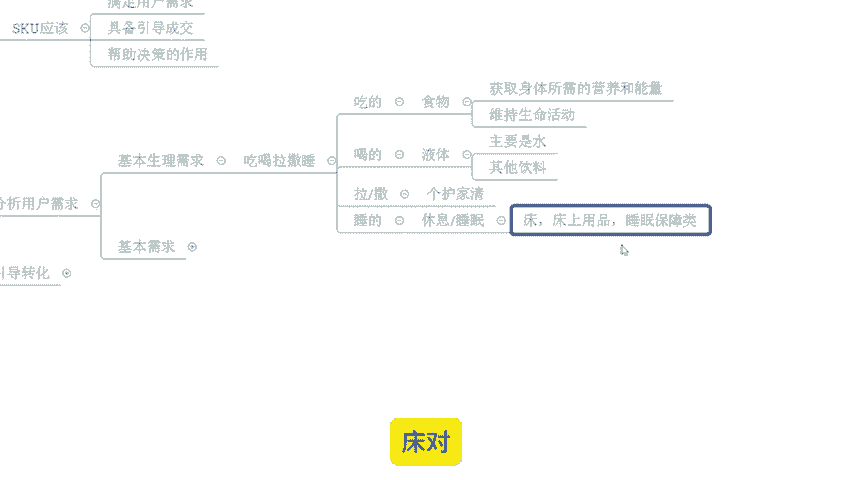 满足用户需求
SKU应该
具备引导成交
帮助决策的作用
获取身体所需的营养和能量
吃的
食物
维持生命活动
主要是水
基本生理需求
吃喝拉撒睡
喝的
液体
其他饮料
拉/撒
个护家清
分析用户需求
睡的
休息/睡眠
床，床上用品，睡眠保障类
基本需求
引导转化
床对